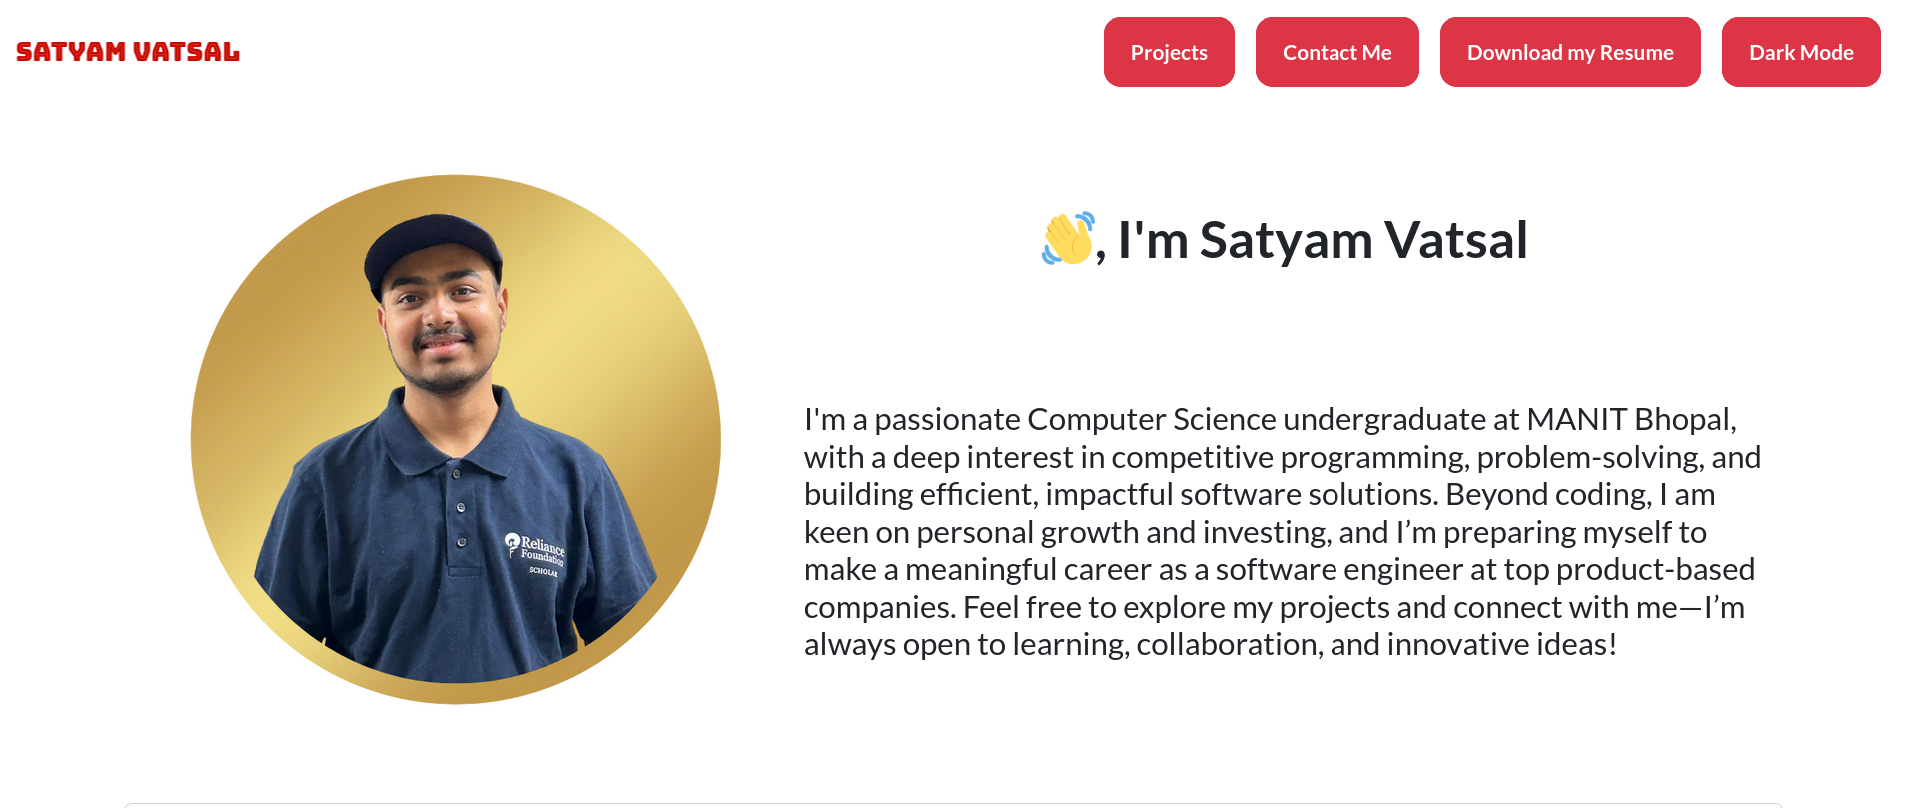 SATYAM VATSAL
Projects
Contact Me
Download my Resume
Dark Mode
👋, I'm Satyam Vatsal
I'm a passionate Computer Science undergraduate at MANIT Bhopal,
with a deep interest in competitive programming, problem-solving, and
building efficient, impactful software solutions. Beyond coding, I am
keen on personal growth and investing, and I’m preparing myself to
make a meaningful career as a software engineer at top product-based
companies. Feel free to explore my projects and connect with me—I’m
always open to learning, collaboration, and innovative ideas!
Reliance
Foundation
SCHOLAR